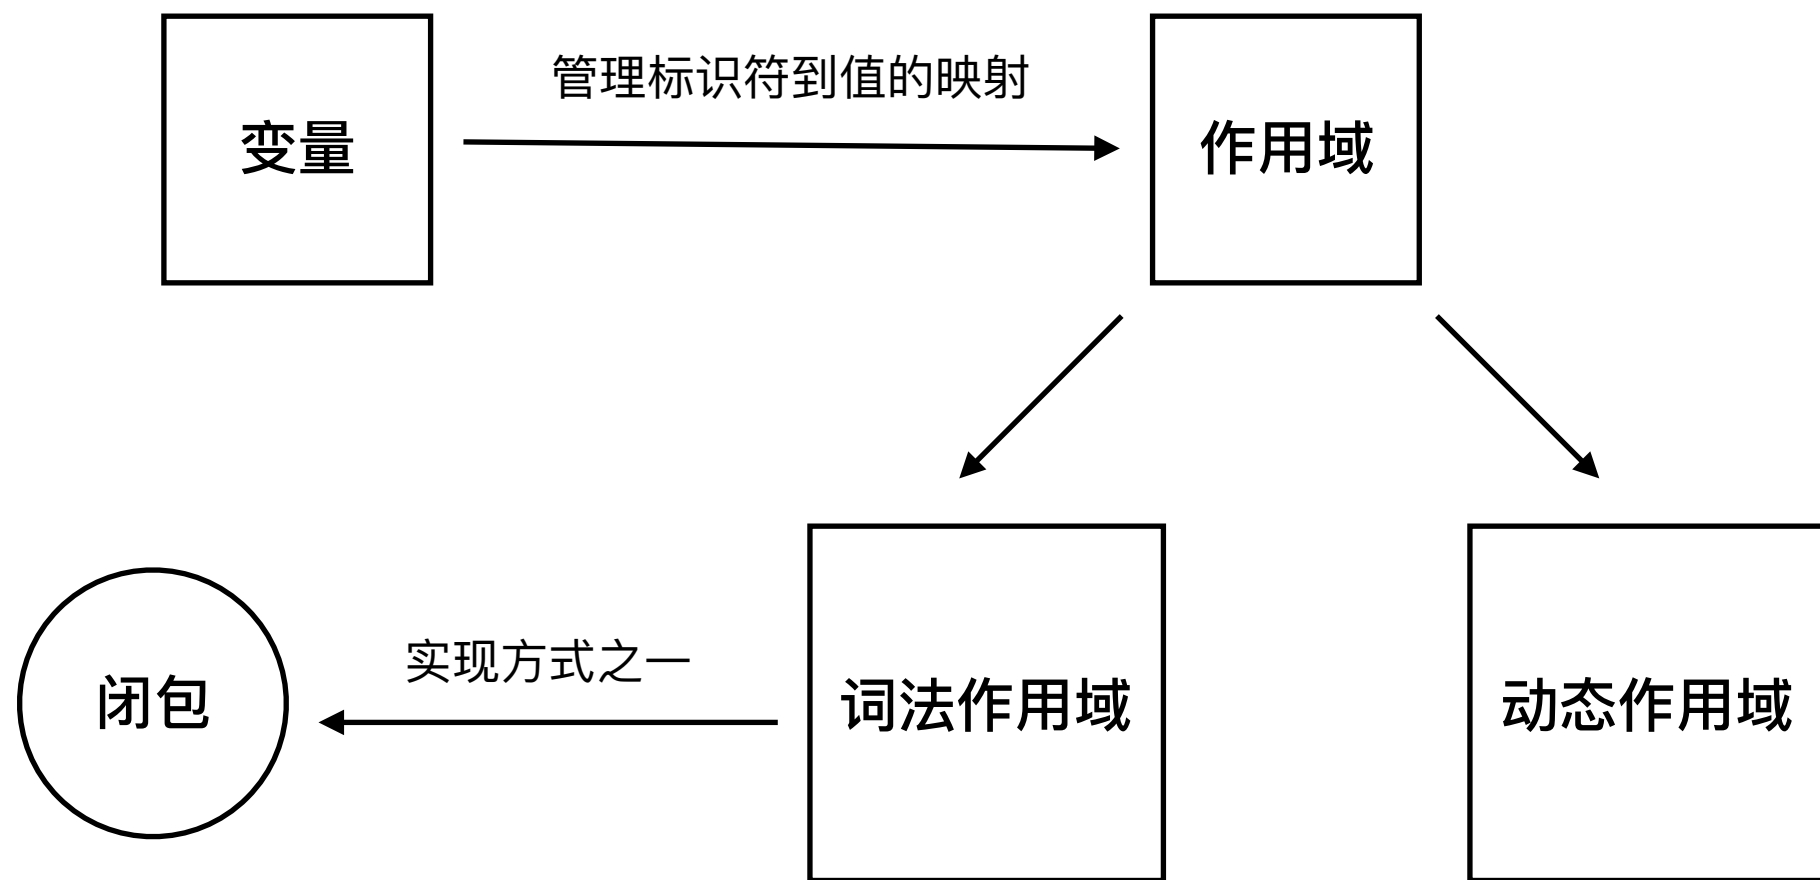 变量
管理标识符到值的映射
作用域
闭包
实现方式之一
词法作用域
动态作用域